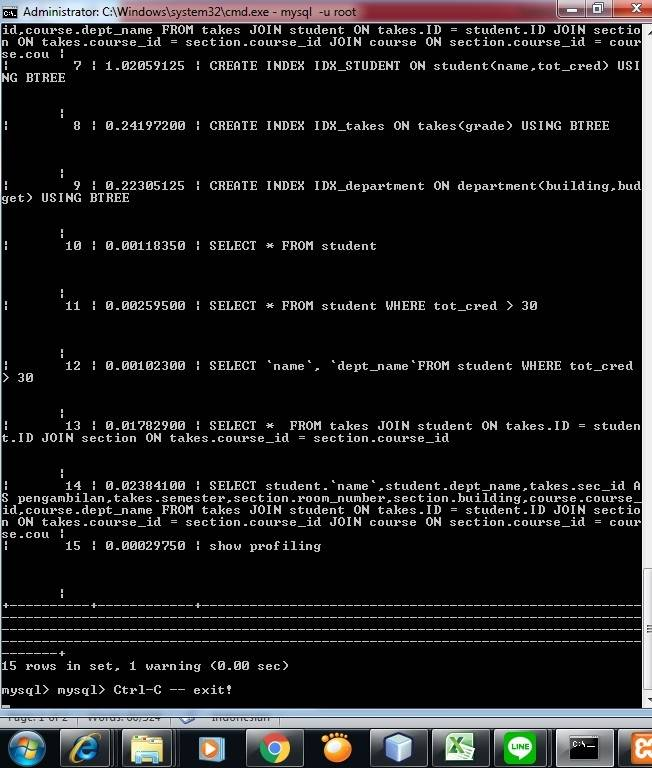 Administrator: C:\Windows\system32\cmd.exe - mysql -u root
id,course.dept_name FROM takes JOIN student ON takes.ID = student.ID JOIN sectio
n ON takes.course_id = section.course_id JOIN course ON section.course_id = cour
se.cou ¦
¦ 7 ¦ 1.02059125 ¦ CREATE INDEX IDX_STUDENT ON student(name,tot_cred) USI
NG BTREE
¦
¦ 8 ¦ 0.24197200 ¦ CREATE INDEX IDX_takes ON takes(grade) USING BTREE
¦
¦ 9 ¦ 0.22305125 ¦ CREATE INDEX IDX_department ON department(building,bud
get) USING BTREE
¦
¦ 10 ¦ 0.00118350 ¦ SELECT * FROM student
¦
¦ 11 ¦ 0.00259500 ¦ SELECT * FROM student WHERE tot_cred > 30
¦
¦ 12 ¦ 0.00102300 ¦ SELECT `name`, `dept_name`FROM student WHERE tot_cred
> 30
¦
¦ 13 ¦ 0.01782900 ¦ SELECT *  FROM takes JOIN student ON takes.ID = studen
t.ID JOIN section ON takes.course_id = section.course_id
¦
¦ 14 ¦ 0.02384100 ¦ SELECT student.`name`,student.dept_name,takes.sec_id A
S pengambilan,takes.semester,section.room_number,section.building,course.course_
id,course.dept_name FROM takes JOIN student ON takes.ID = student.ID JOIN sectio
n ON takes.course_id = section.course_id JOIN course ON section.course_id = cour
se.cou ¦
¦ 15 ¦ 0.00029750 ¦ show profiling
¦
15 rows in set, 1 warning (0.00 sec)
mysql> mysql> Ctrl-C -- exit!
Indonesian
LINE